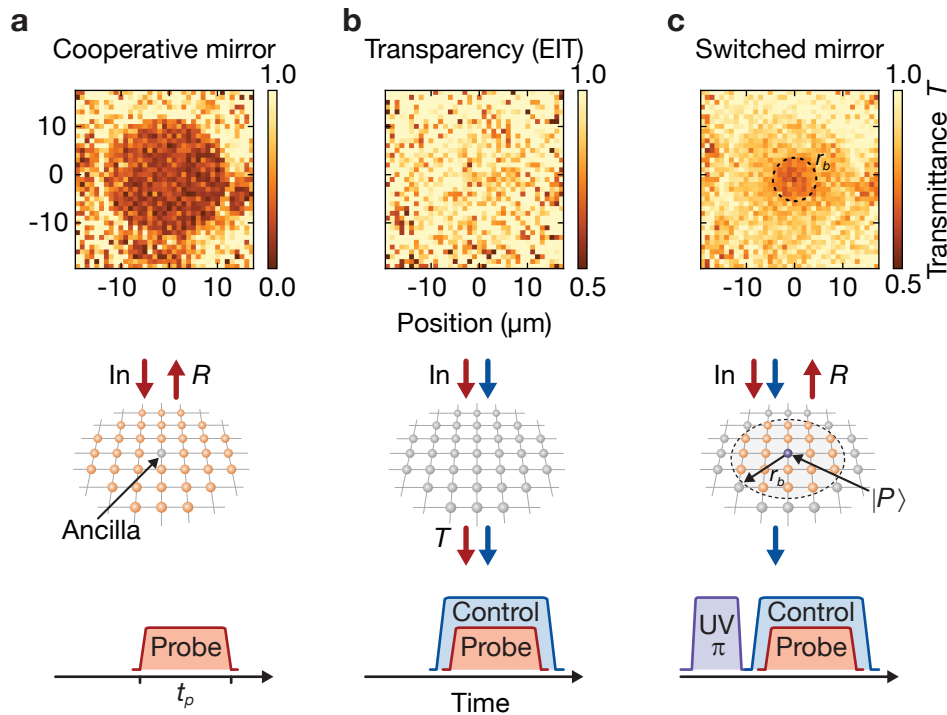 a
Cooperative mirror
1.0
10
0
-10
-10 0 10
0.0
b
Transparency (EIT)
1.0
-10 0 10
0.5
Position (µm)
c
Switched mirror
1.0
r_b
-10 0 10
0.5
Transmittance T
In R
Ancilla
In
T
In R
r_b
|P⟩
Probe
t_p
Control
Probe
Time
UV
π
Control
Probe